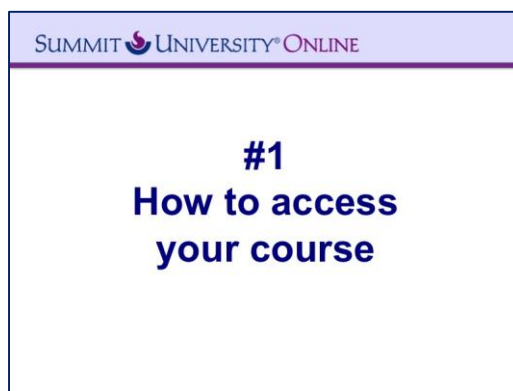 SUMMIT UNIVERSITY® ONLINE
#1
How to access
your course